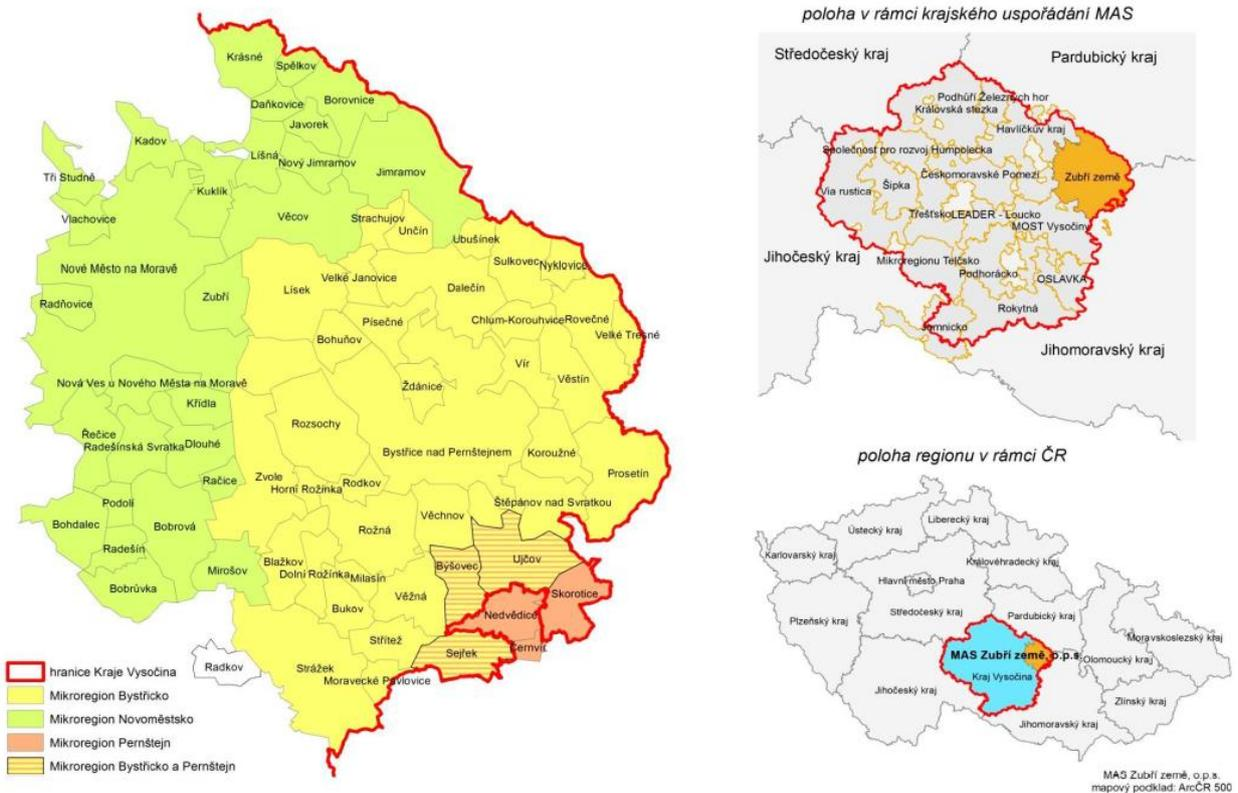 Krásné
Spělkov
Daňkovice
Borovnice
Javorek
Kadov
Líšná
Nový Jimramov
Jimramov
Tři Studně
Kuklík
Vlachovice
Věcov
Strachujov
Unčín
Ubušínek
Nové Město na Moravě
Sulkovec
Nyklovice
Velké Janovice
Lísek
Dalečín
Zubří
Radňovice
Písečné
Chlum-Korouhvice
Rovečné
Velké Tresné
Bohuňov
Vír
Věstín
Nová Ves u Nového Města na Moravě
Ždánice
Křídla
Rozsochy
Řečice
Radešínská Svratka
Dlouhé
Bystřice nad Pernštejnem
Koroužné
Prosetín
Zvole
Račice
Horní Rožínka
Rodkov
Podolí
Štěpánov nad Svratkou
Bohdalec
Bobrová
Věchnov
Rožná
Radešín
Blažkov
Býšovec
Ujčov
Mirošov
Dolní Rožínka
Milasín
Bobrůvka
Věžná
Skorotice
Bukov
Nedvědice
Střítež
Sejřek
Černvír
Radkov
Strážek
Moravecké Pavlovice
hranice Kraje Vysočina
Mikroregion Bystřicko
Mikroregion Novoměstsko
Mikroregion Pernštejn
Mikroregion Bystřicko a Pernštejn
poloha v rámci krajského uspořádání MAS
Středočeský kraj
Pardubický kraj
Podhůří Železných hor
Královská stezka
Havlíčkův kraj
Společnost pro rozvoj Humpolecka
Českomoravské Pomezí
Zubří země
Via rustica
Šipka
Třešťsko
LEADER - Loucko
MOST Vysočiny
Jihočeský kraj
Mikroregionu Telčsko
Podhorácko
OSLAVKA
Rokytná
Jemnicko
Jihomoravský kraj
poloha regionu v rámci ČR
Ústecký kraj
Liberecký kraj
Karlovarský kraj
Královéhradecký kraj
Hlavní město Praha
Středočeský kraj
Pardubický kraj
Plzeňský kraj
Moravskoslezský kraj
MAS Zubří země, o.p.s.
Olomoucký kraj
Kraj Vysočina
Jihočeský kraj
Zlínský kraj
Jihomoravský kraj
MAS Zubří země, o.p.s.
mapový podklad: ArcČR 500